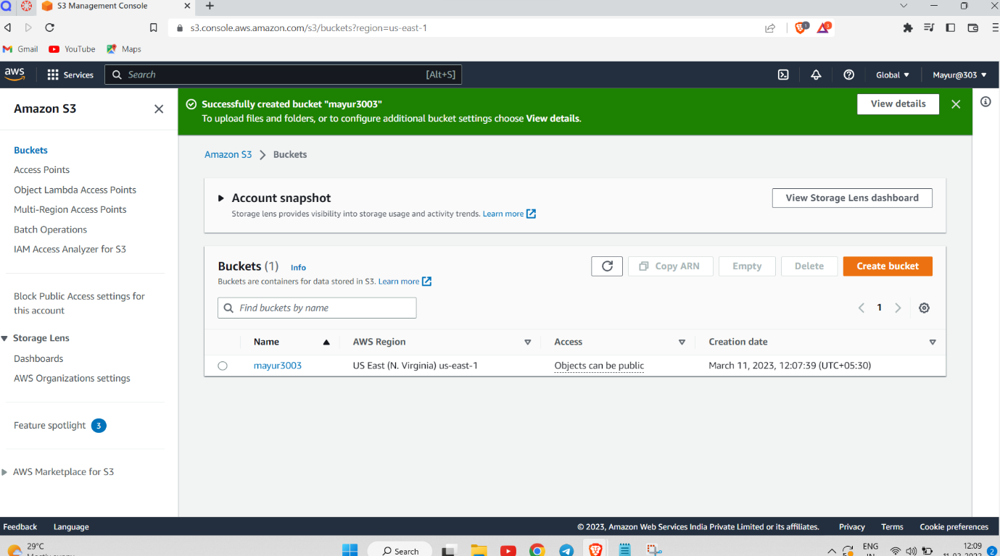 S3 Management Console
s3.console.aws.amazon.com/s3/buckets?region=us-east-1
1
3
Gmail
YouTube
Maps
aws
Services
Search
[Alt+S]
Global
Mayur@303
Amazon S3
Buckets
Access Points
Object Lambda Access Points
Multi-Region Access Points
Batch Operations
IAM Access Analyzer for S3
Block Public Access settings for
this account
Storage Lens
Dashboards
AWS Organizations settings
Feature spotlight 3
AWS Marketplace for S3
Successfully created bucket "mayur3003"
To upload files and folders, or to configure additional bucket settings choose View details.
View details
Amazon S3 Buckets
Account snapshot
Storage lens provides visibility into storage usage and activity trends. Learn more
View Storage Lens dashboard
Buckets (1) Info
Buckets are containers for data stored in S3. Learn more
Copy ARN
Empty
Delete
Create bucket
Find buckets by name
1
Name AWS Region Access Creation date
mayur3003 US East (N. Virginia) us-east-1 Objects can be public March 11, 2023, 12:07:39 (UTC+05:30)
Feedback
Language
© 2023, Amazon Web Services India Private Limited or its affiliates.
Privacy
Terms
Cookie preferences
29°C
Search
ENG
12:09
2